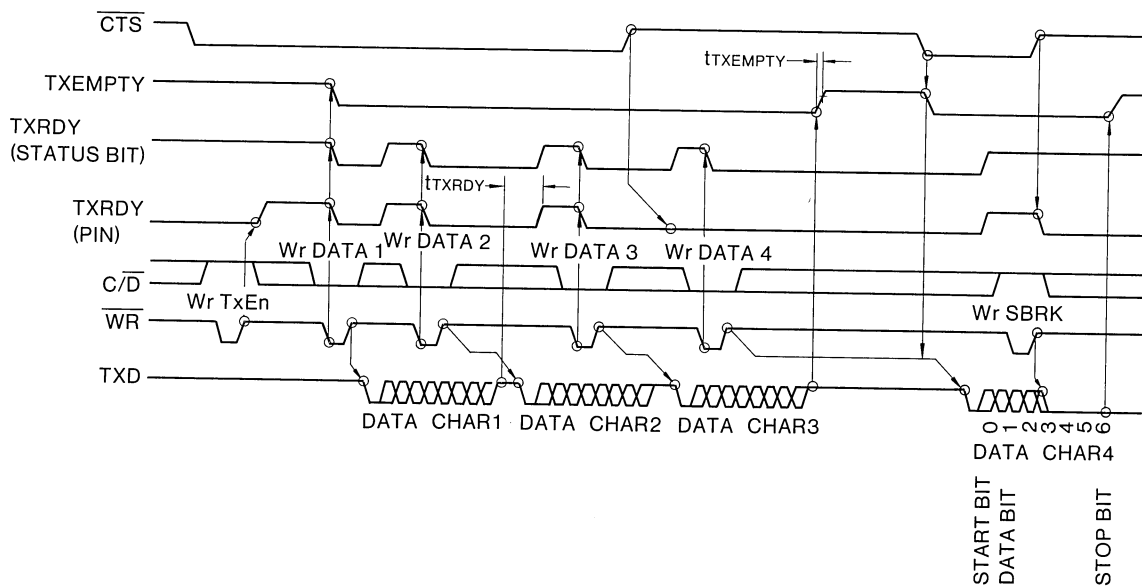 CTS
tTXEMPTY
TXEMPTY
TXRDY
(STATUS BIT)
tTXRDY
TXRDY
(PIN)
Wr DATA 1
Wr DATA 2
Wr DATA 3
Wr DATA 4
C/D
Wr TxEn
Wr SBRK
WR
TXD
DATA CHAR1
DATA CHAR2
DATA CHAR3
0 1 2 3 4 5 6
DATA CHAR4
START BIT
DATA BIT
STOP BIT